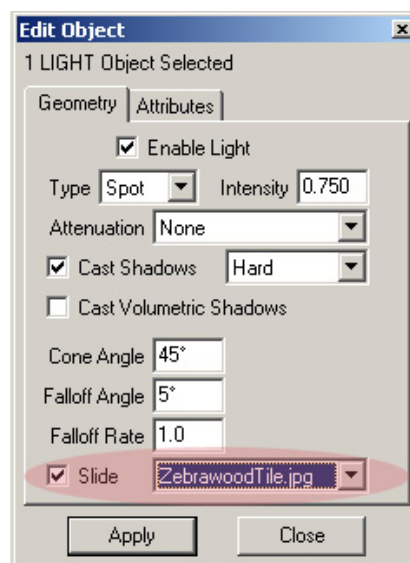 Edit Object
1 LIGHT Object Selected
Geometry Attributes
Enable Light
Type Spot Intensity 0.750
Attenuation None
Cast Shadows Hard
Cast Volumetric Shadows
Cone Angle 45°
Falloff Angle 5°
Falloff Rate 1.0
Slide ZebrawoodTile.jpg
Apply Close